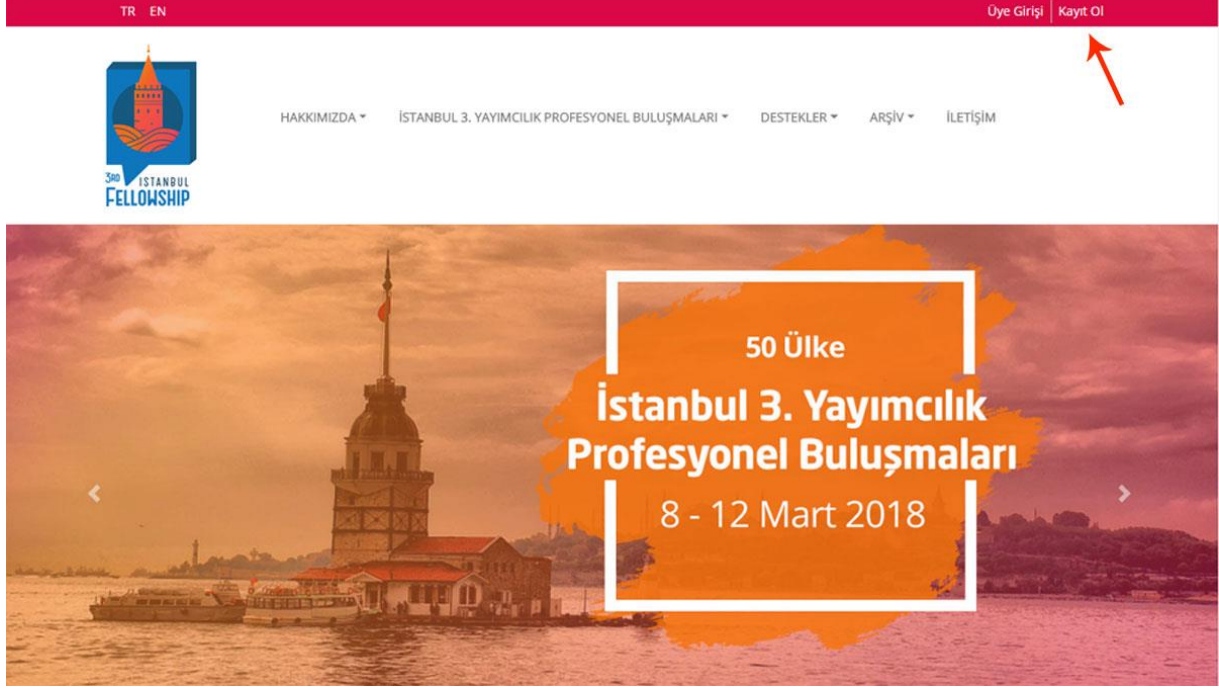 TR EN
Üye Girişi Kayıt Ol
HAKKIMIZDA İSTANBUL 3. YAYIMCILIK PROFESYONEL BULUŞMALARI DESTEKLER ARŞİV İLETİŞİM
3RD ISTANBUL
FELLOWSHIP
50 Ülke
İstanbul 3. Yayımcılık
Profesyonel Buluşmaları
8 - 12 Mart 2018